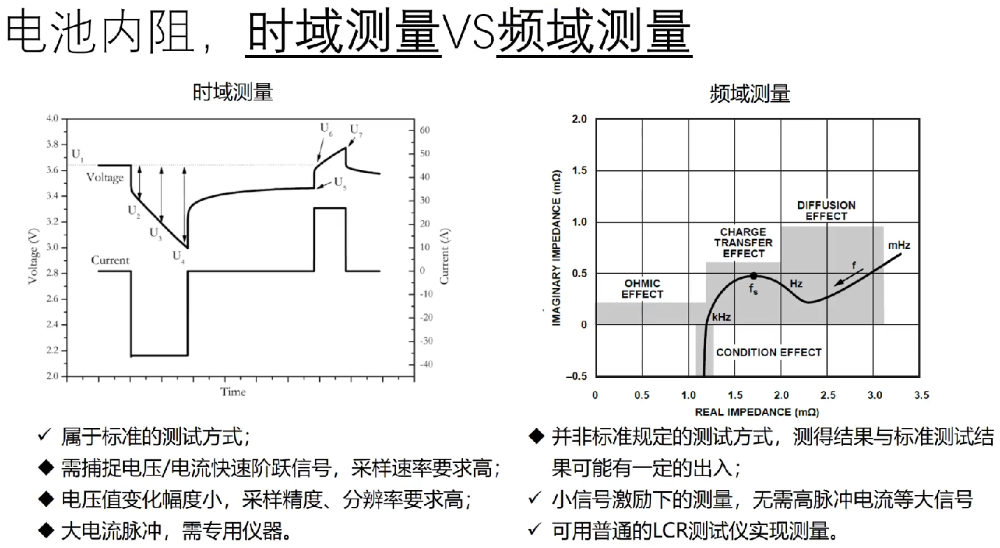 电池内阻，时域测量VS频域测量
时域测量
4.0
3.8
3.6
3.4
3.2
3.0
2.8
2.6
2.4
2.2
2.0
Voltage (V)
U1
Voltage
U2
U3
U4
U5
U6
U7
Current
60
50
40
30
20
10
0
-10
-20
-30
-40
Current (A)
Time
✓ 属于标准的测试方式；
◆ 需捕捉电压/电流快速阶跃信号，采样速率要求高；
◆ 电压值变化幅度小，采样精度、分辨率要求高；
◆ 大电流脉冲，需专用仪器。
频域测量
2.0
1.5
1.0
0.5
0
–0.5
IMAGINARY IMPEDANCE (mΩ)
OHMIC
EFFECT
CHARGE
TRANSFER
EFFECT
DIFFUSION
EFFECT
mHz
f
Hz
fs
kHz
CONDITION EFFECT
0 0.5 1.0 1.5 2.0 2.5 3.0 3.5
REAL IMPEDANCE (mΩ)
◆ 并非标准规定的测试方式，测得结果与标准测试结
果可能有一定的出入；
✓ 小信号激励下的测量，无需高脉冲电流等大信号
✓ 可用普通的LCR测试仪实现测量。